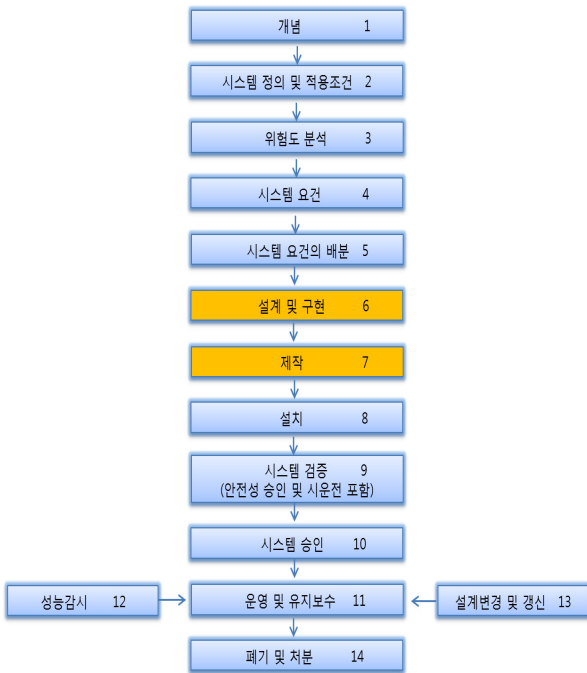 개념 1
시스템 정의 및 적용조건 2
위험도 분석 3
시스템 요건 4
시스템 요건의 배분 5
설계 및 구현 6
제작 7
설치 8
시스템 검증 9
(안전성 승인 및 시운전 포함)
시스템 승인 10
성능감시 12
운영 및 유지보수 11
설계변경 및 갱신 13
폐기 및 처분 14